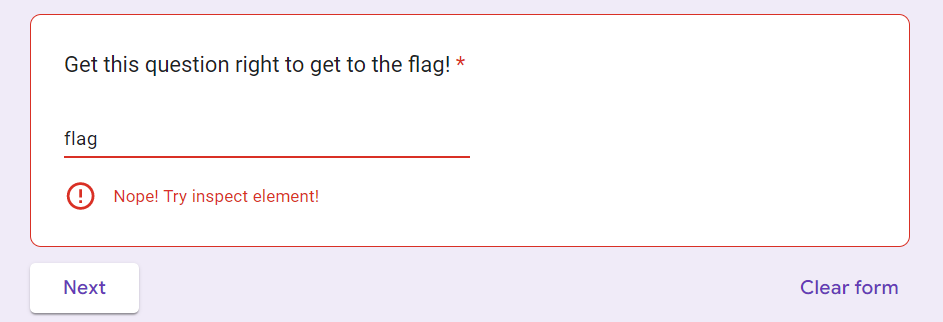 Get this question right to get to the flag! *
flag
Nope! Try inspect element!
Next
Clear form